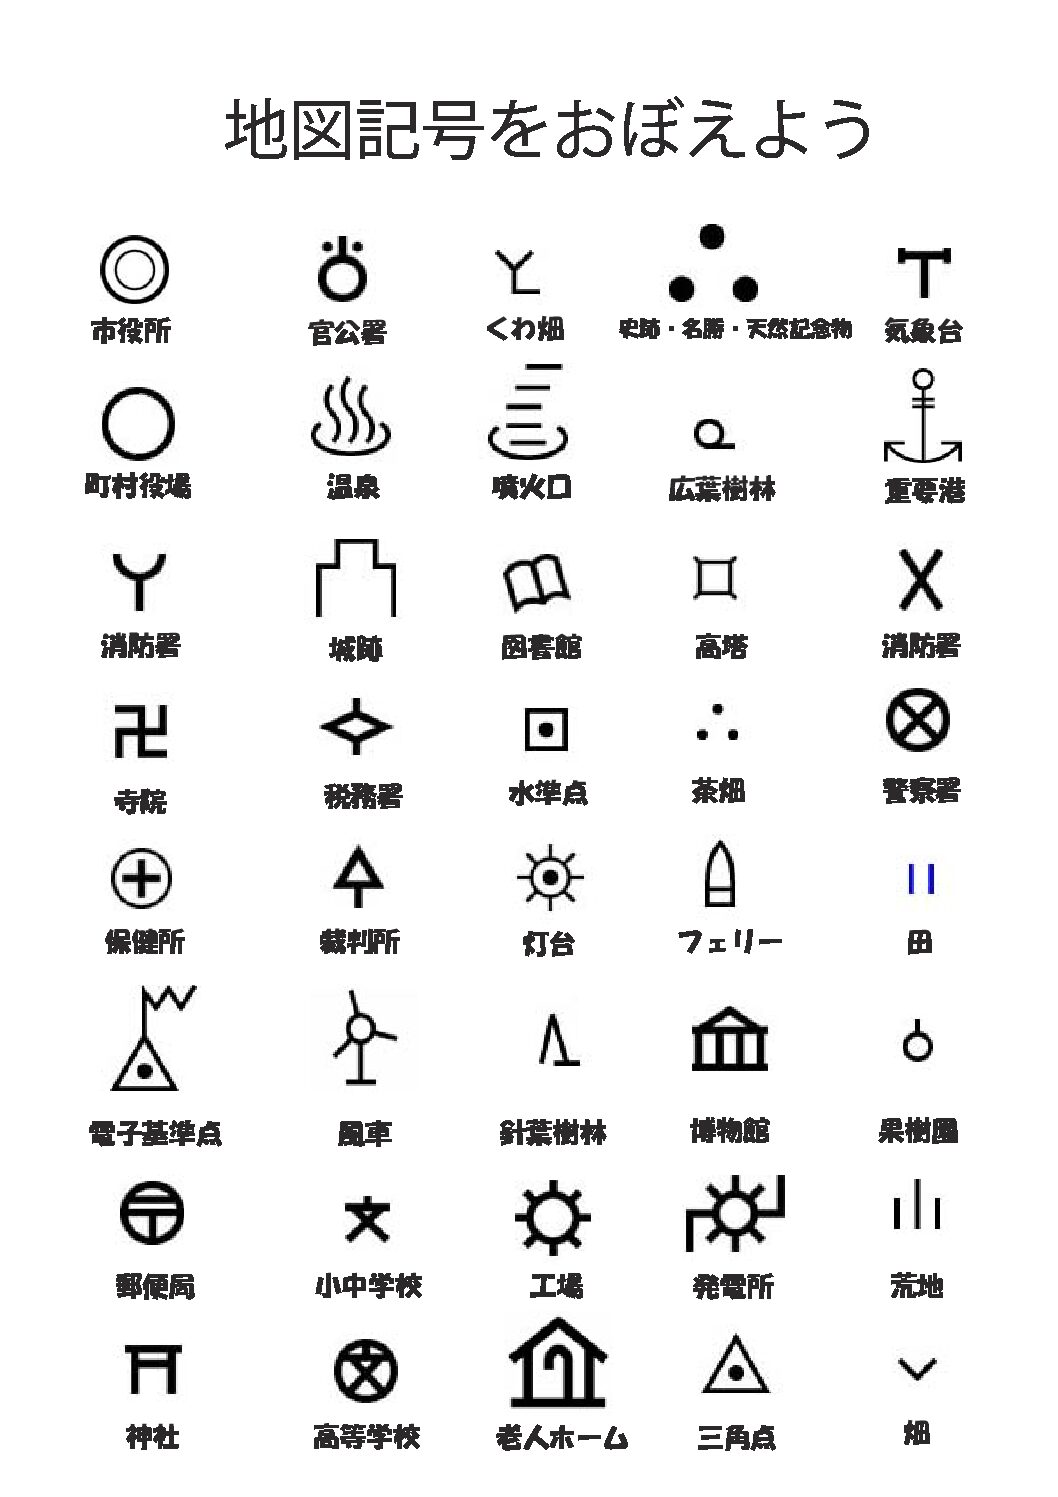 地図記号をおぼえよう
市役所 官公署 くわ畑 史跡・名勝・天然記念物 気象台
町村役場 温泉 噴火口 広葉樹林 重要港
消防署 城跡 図書館 高塔 消防署
寺院 税務署 水準点 茶畑 警察署
保健所 裁判所 灯台 フェリー 田
電子基準点 風車 針葉樹林 博物館 果樹園
郵便局 小中学校 工場 発電所 荒地
神社 高等学校 老人ホーム 三角点 畑